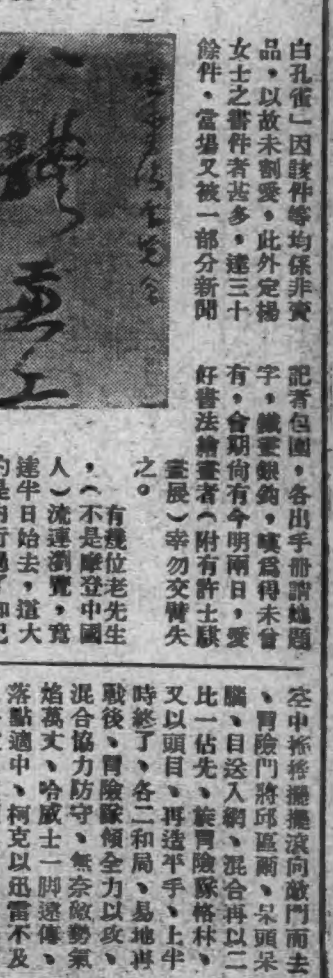 白孔雀」因該件等均係非賣
品，以故未割愛，此外定楊
女士之書件者甚多，達三十
餘件，當場又被一部分新聞
記者包圍，各出手冊請她題
字，鐵畫銀鈎，嘆爲得未曾
有，會期尚有今明兩日，愛
好書法繪畫者（附有許士騏
畫展）幸勿交臂失
之。
有幾位老先生
，（不是摩登中國
人）流連瀏覽，竟
達半日始去，這大
空中搖搖擺擺滾向敵門而去
、冒險門將邱區爾、呆頭呆
腦、目送入網、混合再以二
比一佔先、旋冒險隊格林、
又以頭目、再造平手、上半
時終了、各二和局、易地再
戰後、冒險隊傾全力以攻、
混合協力防守、無奈敵勢氣
焰萬丈、哈威士一脚遠傳、
落點適中、柯克以迅雷不及